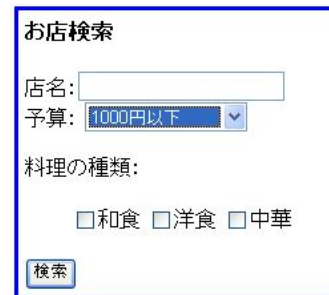 お店検索
店名:
予算: 1000円以下
料理の種類:
和食 洋食 中華
検索